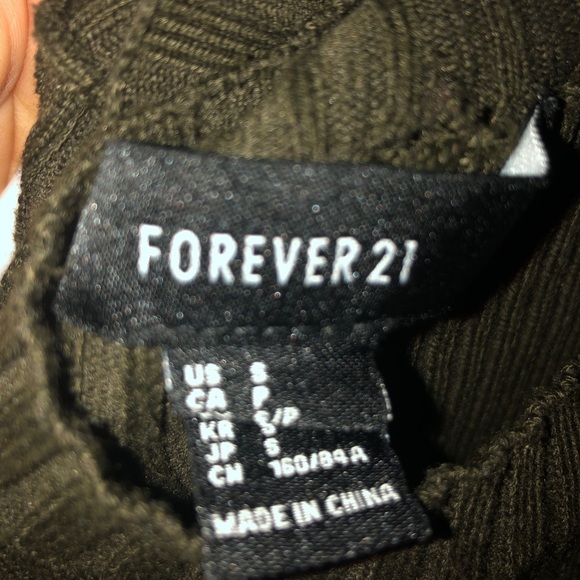 FOREVER 21
US S
CA P
KR S/P
JP S
CN 160/84A
MADE IN CHINA